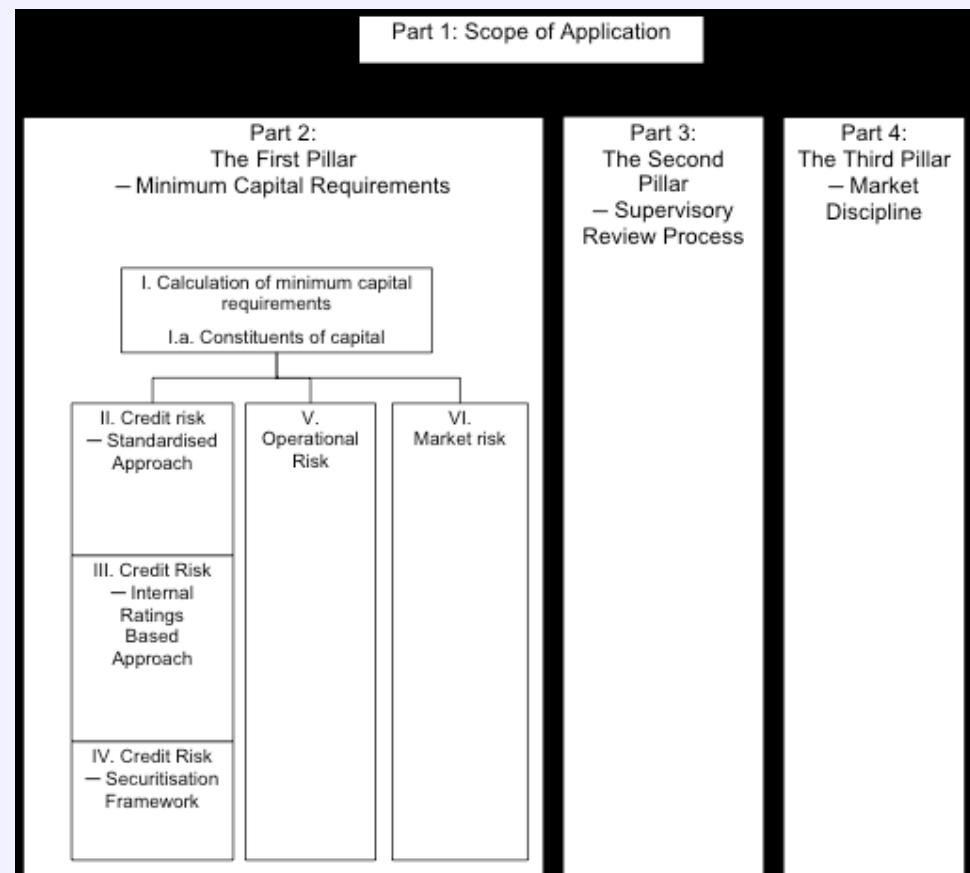 Part 1: Scope of Application
Part 2:
The First Pillar
— Minimum Capital Requirements
I. Calculation of minimum capital
requirements
I.a. Constituents of capital
II. Credit risk
— Standardised
Approach
III. Credit Risk
— Internal
Ratings
Based
Approach
IV. Credit Risk
— Securitisation
Framework
V.
Operational
Risk
VI.
Market risk
Part 3:
The Second
Pillar
— Supervisory
Review Process
Part 4:
The Third Pillar
— Market
Discipline